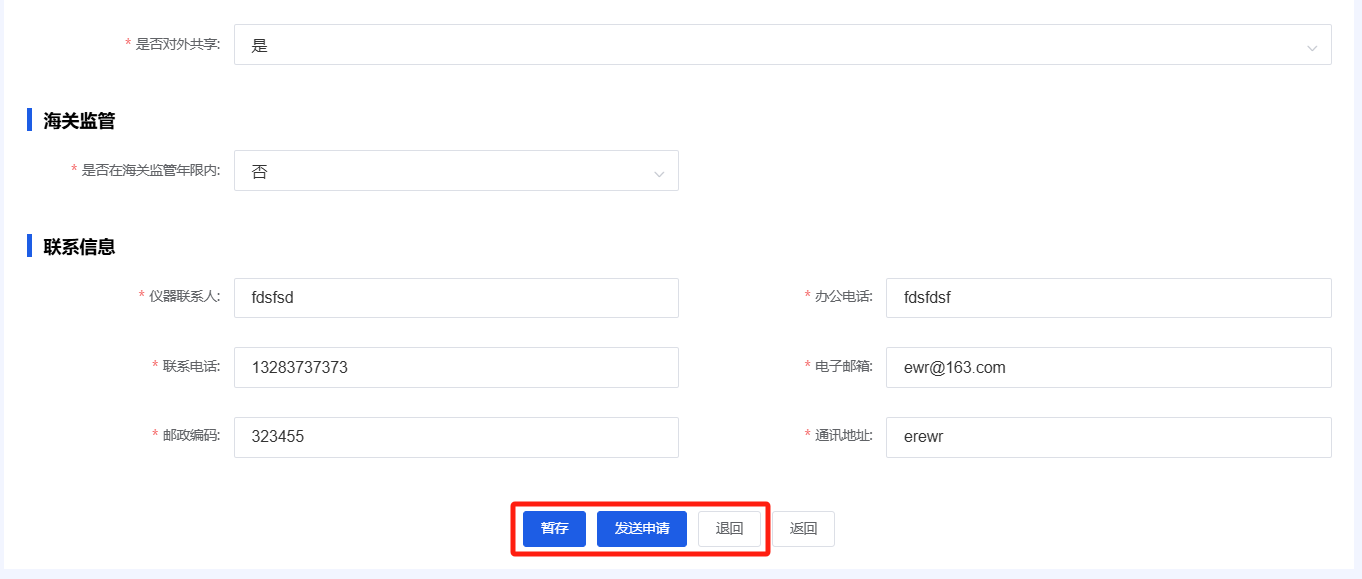 * 是否对外共享: 是
海关监管
* 是否在海关监管年限内: 否
联系信息
* 仪器联系人: fdsfsd * 办公电话: fdsfdsf
* 联系电话: 13283737373 * 电子邮箱: ewr@163.com
* 邮政编码: 323455 * 通讯地址: erewr
暂存 发送申请 退回 返回